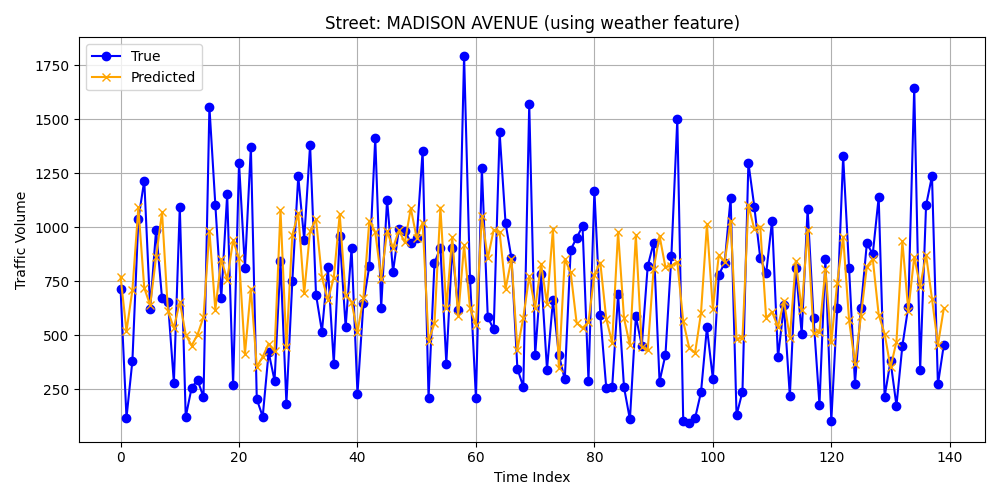 Street: MADISON AVENUE (using weather feature)
True
Predicted
Traffic Volume
1750
1500
1250
1000
750
500
250
0 20 40 60 80 100 120 140
Time Index